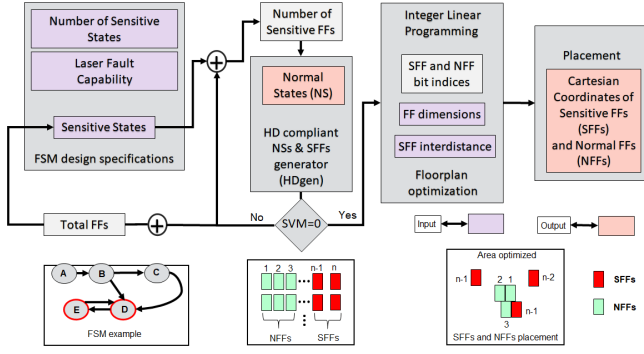 Number of Sensitive
States
Laser Fault
Capability
Sensitive States
FSM design specifications
Total FFs
+
+
Number of
Sensitive FFs
Normal
States (NS)
HD compliant
NSs & SFFs
generator
(HDgen)
No
SVM=0
Yes
Integer Linear
Programming
SFF and NFF
bit indices
FF dimensions
SFF interdistance
Floorplan
optimization
Placement
Cartesian
Coordinates of
Sensitive FFs
(SFFs)
and Normal FFs
(NFFs)
Input
Output
A
B
C
E
D
FSM example
1 2 3 n-1 n
NFFs
SFFs
Area optimized
n-1
2 1
n-2
n-1
3
SFFs and NFFs placement
SFFs
NFFs